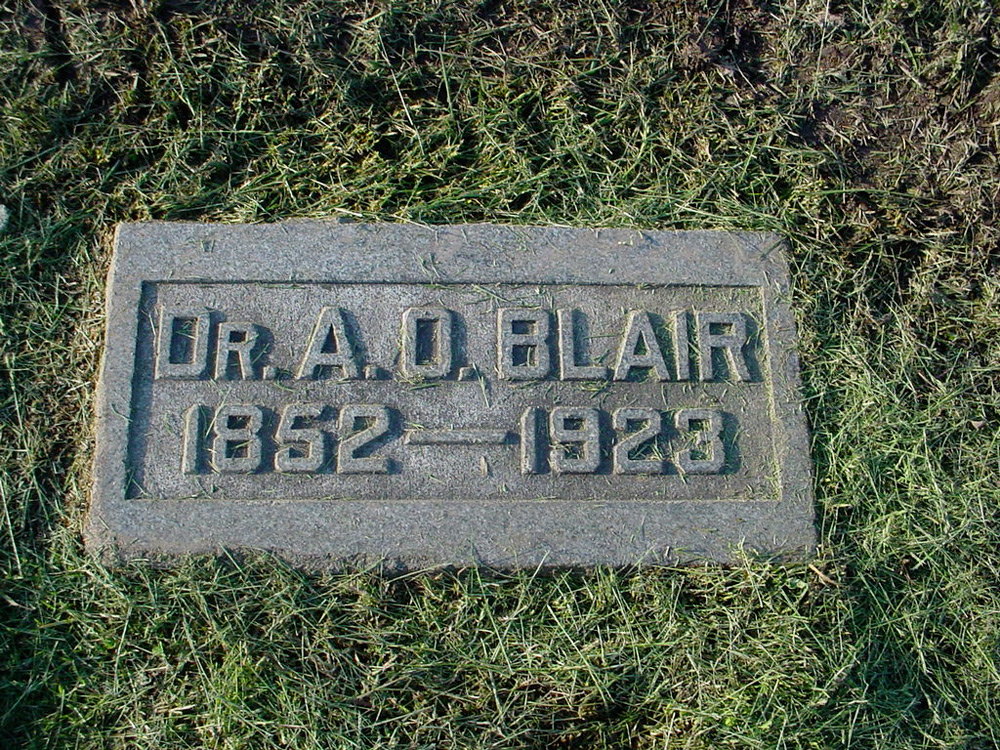 DR. A. O. BLAIR
1852 — 1923